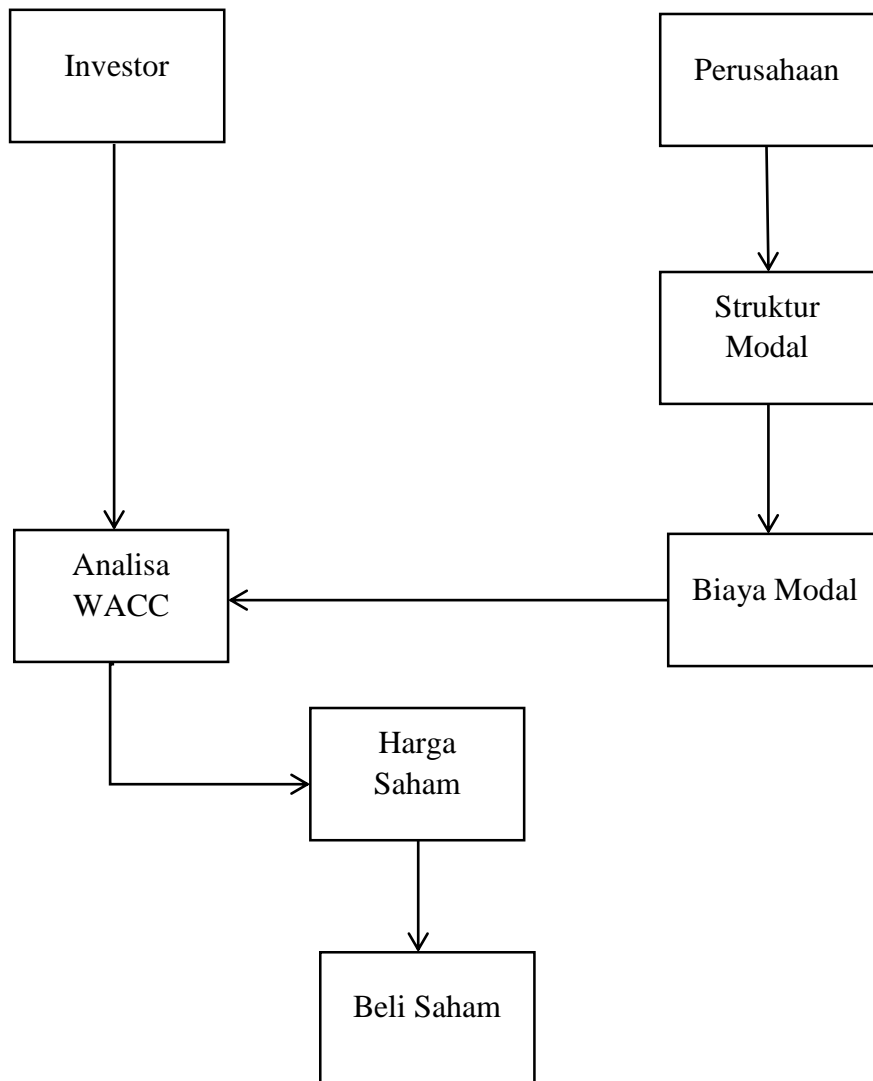 Investor
Perusahaan
Struktur
Modal
Analisa
WACC
Biaya Modal
Harga
Saham
Beli Saham